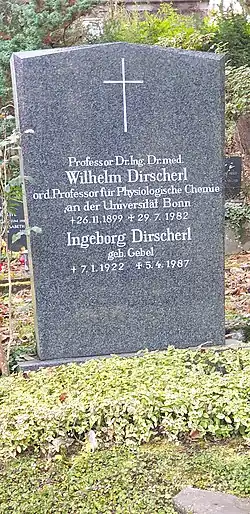 Professor Dr. Ing. Dr. med.
Wilhelm Dirscherl
ord. Professor für Physiologische Chemie
an der Universität Bonn
+ 26.11.1899 + 29.7.1982
Ingeborg Dirscherl
geb. Gebel
+ 7.1.1922 + 5.4.1987